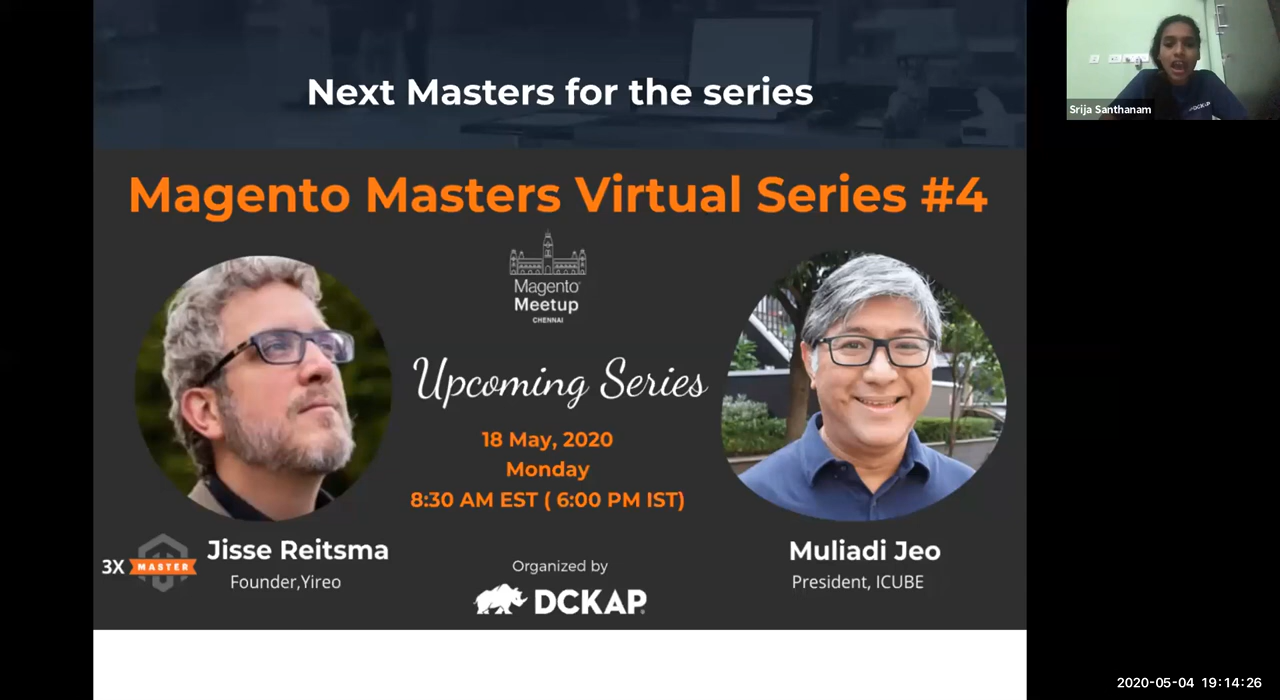 Next Masters for the series
Magento Masters Virtual Series #4
Magento
Meetup
CHENNAI
Upcoming Series
18 May, 2020
Monday
8:30 AM EST ( 6:00 PM IST)
3X MASTER
Jisse Reitsma
Founder,Yireo
Muliadi Jeo
President, ICUBE
Organized by
DCKAP
Srija Santhanam
DCKAP
2020-05-04 19:14:26